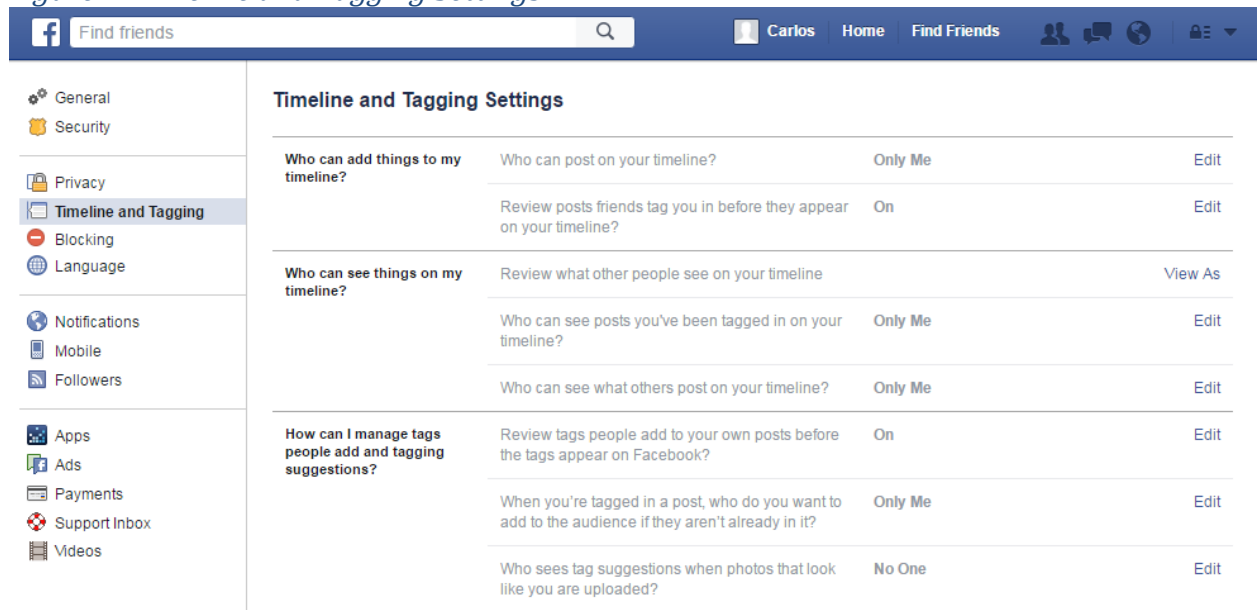 Find friends
Carlos Home Find Friends
General
Security
Privacy
Timeline and Tagging
Blocking
Language
Notifications
Mobile
Followers
Apps
Ads
Payments
Support Inbox
Videos
Timeline and Tagging Settings
Who can add things to my
timeline?
Who can post on your timeline? Only Me Edit
Review posts friends tag you in before they appear On Edit
on your timeline?
Who can see things on my
timeline?
Review what other people see on your timeline View As
Who can see posts you've been tagged in on your Only Me Edit
timeline?
Who can see what others post on your timeline? Only Me Edit
How can I manage tags
people add and tagging
suggestions?
Review tags people add to your own posts before On Edit
the tags appear on Facebook?
When you're tagged in a post, who do you want to Only Me Edit
add to the audience if they aren't already in it?
Who sees tag suggestions when photos that look No One Edit
like you are uploaded?